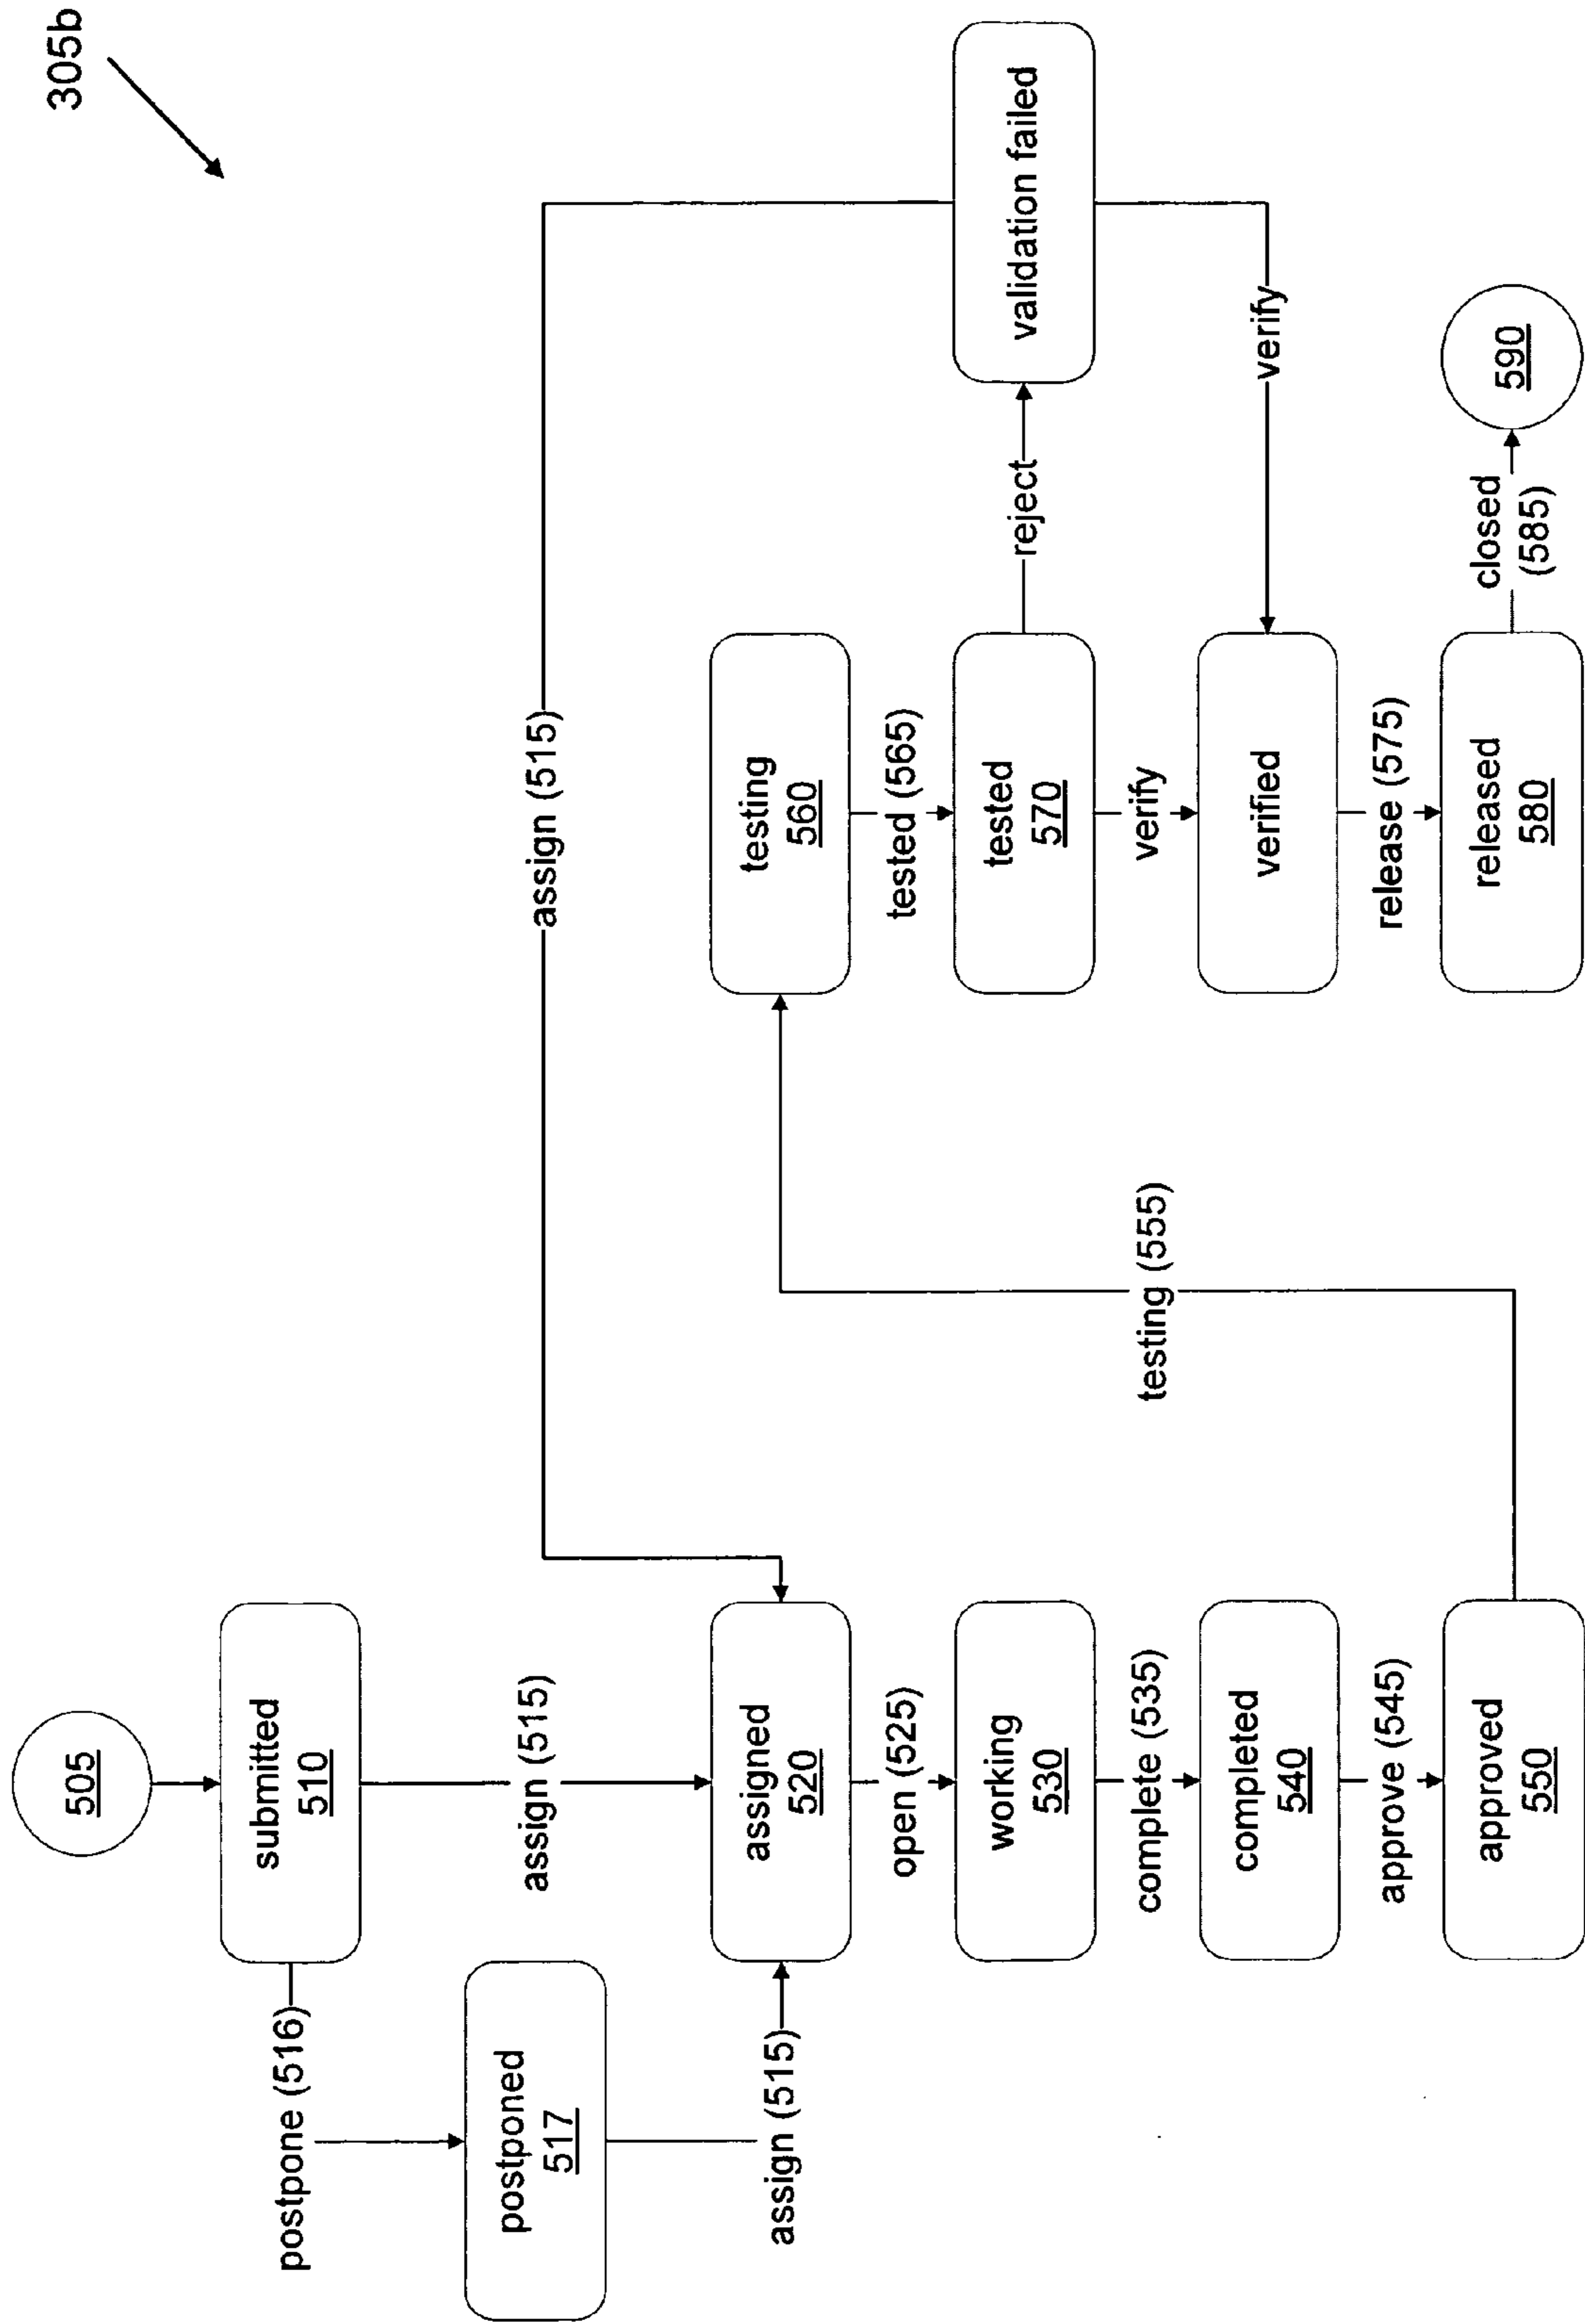 305b
505
submitted
510
postpone (516)
assign (515)
postponed
517
assign (515)
assigned
520
open (525)
working
530
complete (535)
completed
540
approve (545)
approved
550
testing (555)
assign (515)
testing
560
tested (565)
tested
570
reject
validation failed
verify
verify
verified
release (575)
released
580
closed
(585)
590